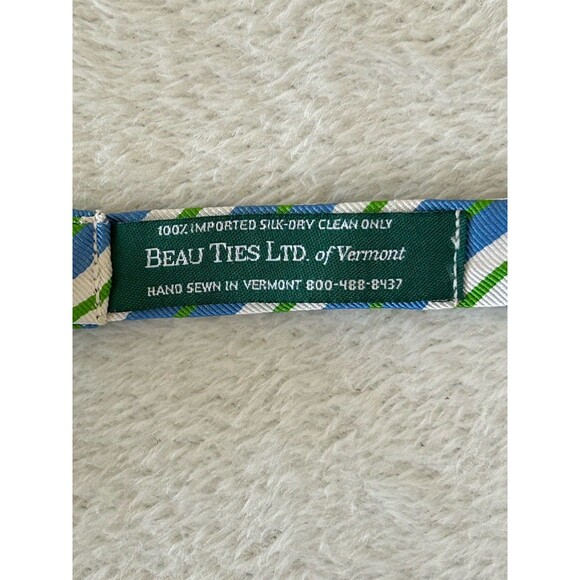 100% IMPORTED SILK-DRY CLEAN ONLY
BEAU TIES LTD. of Vermont
HAND SEWN IN VERMONT 800-488-8437